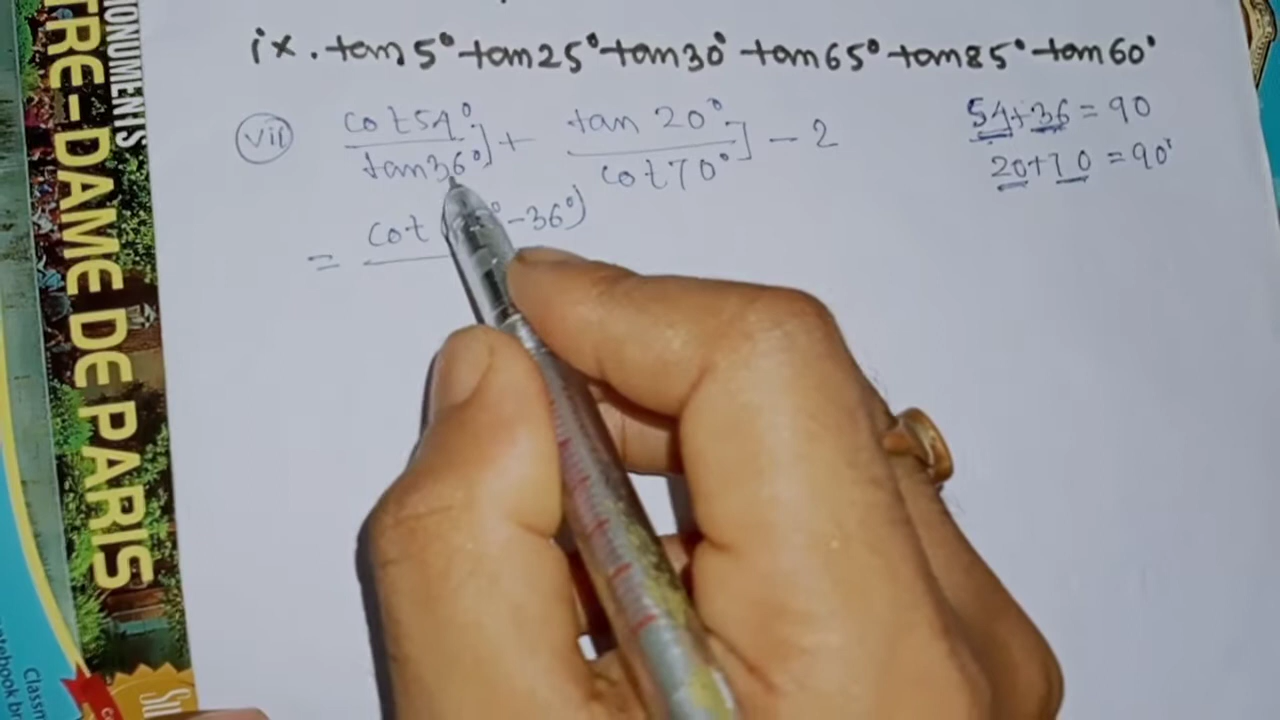 ix. tan 5° tan 25° tan 30° tan 65° tan 85° tan 60°
vii cot 54° / tan 36° ] + tan 20° / cot 70° ] - 2
54 + 36 = 90
20 + 70 = 90°
= cot ( ° - 36°)
MONUMENTS
TRE-DAME DE PARIS